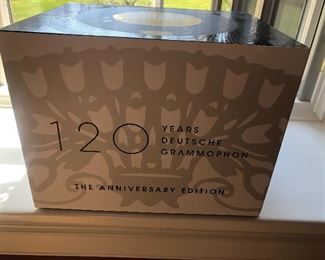 120 YEARS
DEUTSCHE
GRAMMOPHON
THE ANNIVERSARY EDITION